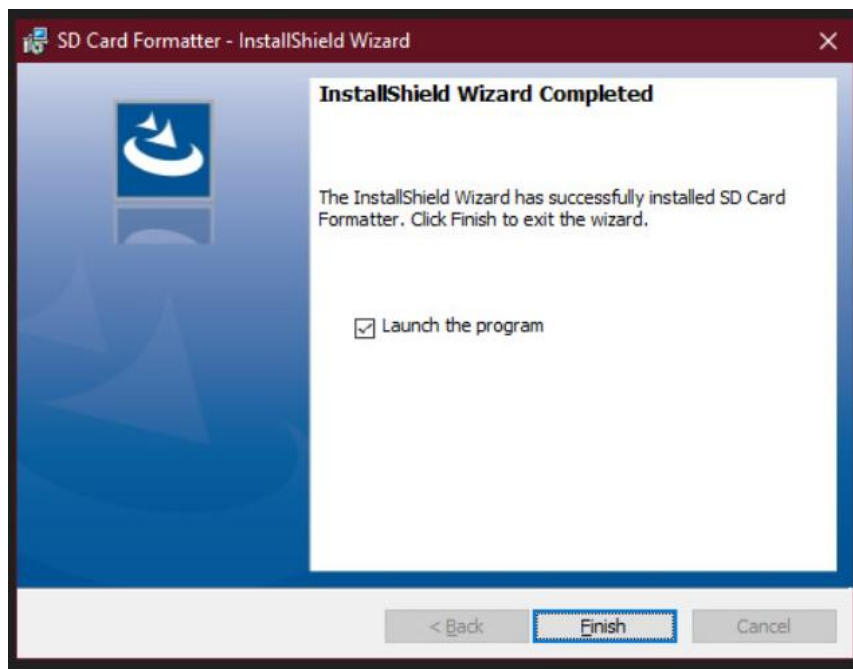 SD Card Formatter - InstallShield Wizard
InstallShield Wizard Completed
The InstallShield Wizard has successfully installed SD Card
Formatter. Click Finish to exit the wizard.
Launch the program
< Back
Finish
Cancel